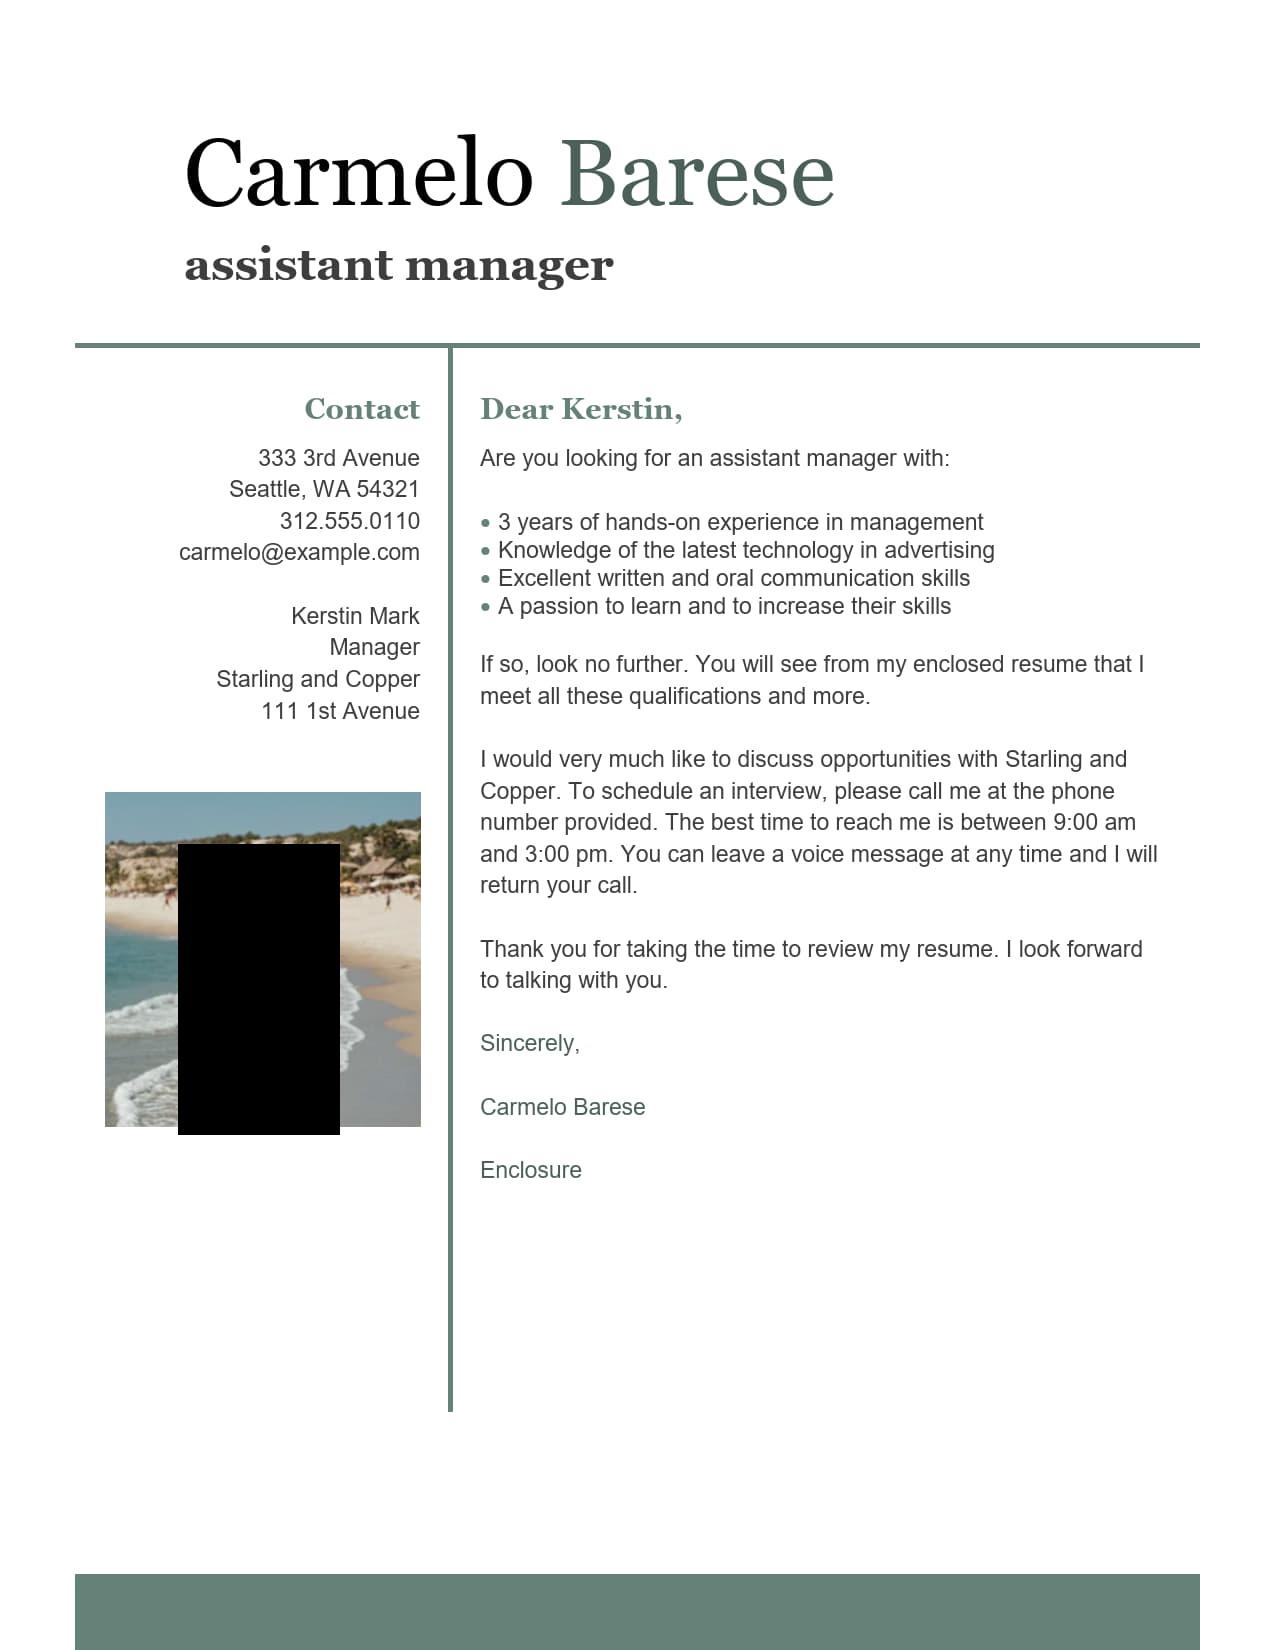 Carmelo Barese
assistant manager
Contact
333 3rd Avenue
Seattle, WA 54321
312.555.0110
carmelo@example.com
Kerstin Mark
Manager
Starling and Copper
111 1st Avenue
Dear Kerstin,
Are you looking for an assistant manager with:
• 3 years of hands-on experience in management
• Knowledge of the latest technology in advertising
• Excellent written and oral communication skills
• A passion to learn and to increase their skills
If so, look no further. You will see from my enclosed resume that I
meet all these qualifications and more.
I would very much like to discuss opportunities with Starling and
Copper. To schedule an interview, please call me at the phone
number provided. The best time to reach me is between 9:00 am
and 3:00 pm. You can leave a voice message at any time and I will
return your call.
Thank you for taking the time to review my resume. I look forward
to talking with you.
Sincerely,
Carmelo Barese
Enclosure